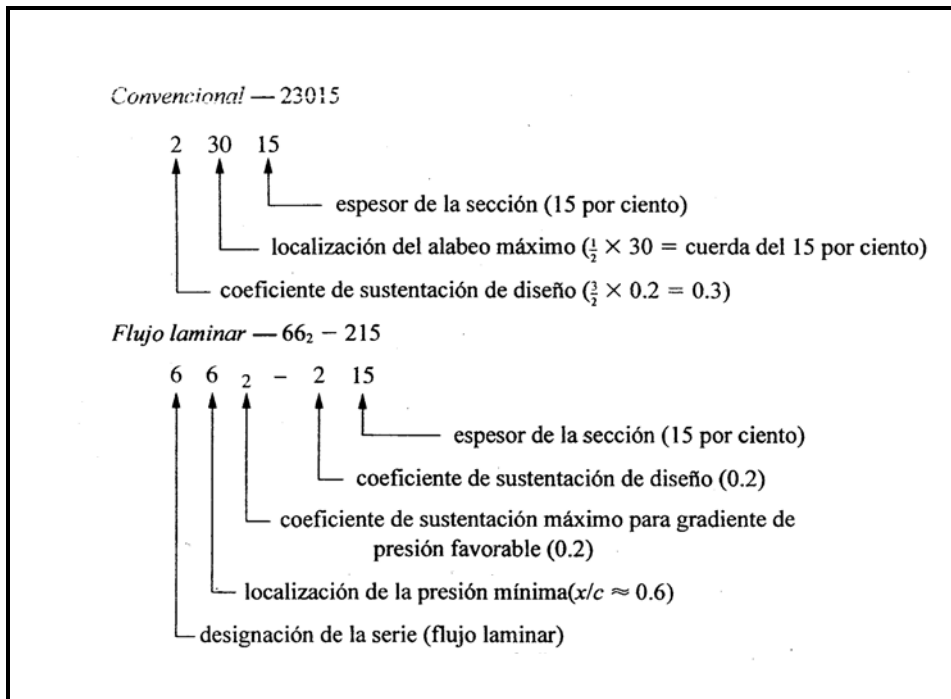 Convencional — 23015
2 30 15
espesor de la sección (15 por ciento)
localización del alabeo máximo (½ × 30 = cuerda del 15 por ciento)
coeficiente de sustentación de diseño (3/2 × 0.2 = 0.3)
Flujo laminar — 66₂ − 215
6 6 ₂ − 2 15
espesor de la sección (15 por ciento)
coeficiente de sustentación de diseño (0.2)
coeficiente de sustentación máximo para gradiente de
presión favorable (0.2)
localización de la presión mínima(x/c ≈ 0.6)
designación de la serie (flujo laminar)